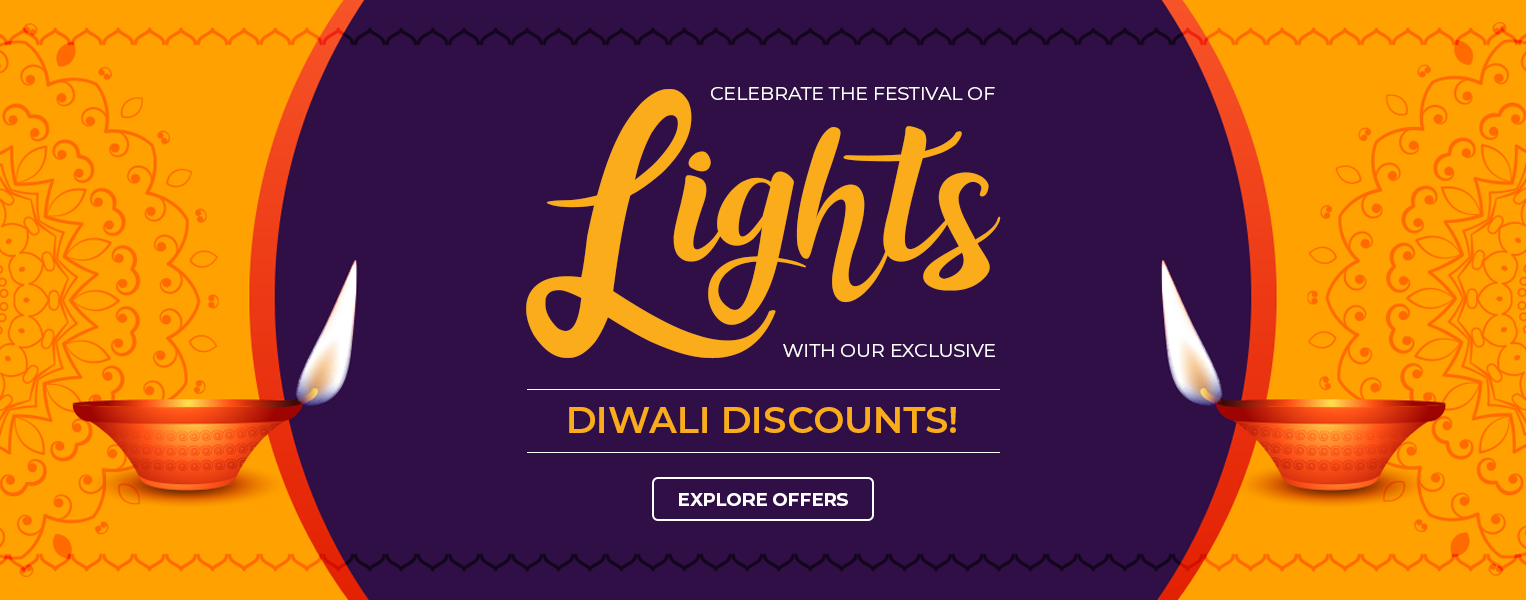 CELEBRATE THE FESTIVAL OF
Lights
WITH OUR EXCLUSIVE
DIWALI DISCOUNTS!
EXPLORE OFFERS